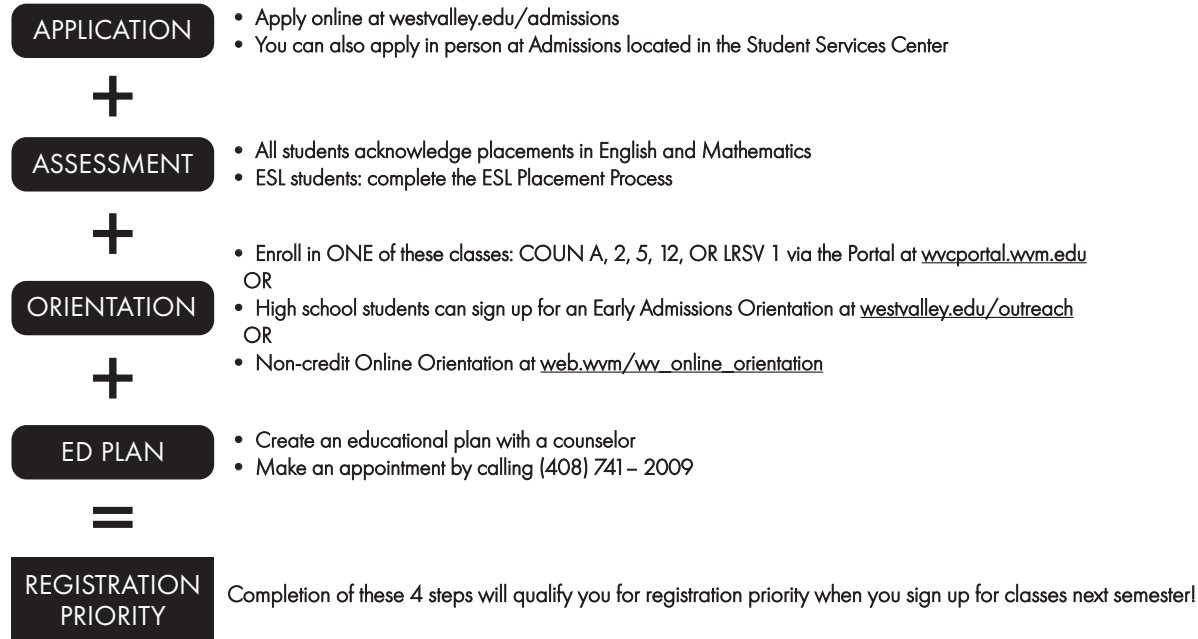 APPLICATION
• Apply online at westvalley.edu/admissions
• You can also apply in person at Admissions located in the Student Services Center
+
ASSESSMENT
• All students acknowledge placements in English and Mathematics
• ESL students: complete the ESL Placement Process
+
ORIENTATION
• Enroll in ONE of these classes: COUN A, 2, 5, 12, OR LRSV 1 via the Portal at wvcportal.wvm.edu
OR
• High school students can sign up for an Early Admissions Orientation at westvalley.edu/outreach
OR
• Non-credit Online Orientation at web.wvm/wv_online_orientation
+
ED PLAN
• Create an educational plan with a counselor
• Make an appointment by calling (408) 741– 2009
=
REGISTRATION
PRIORITY
Completion of these 4 steps will qualify you for registration priority when you sign up for classes next semester!